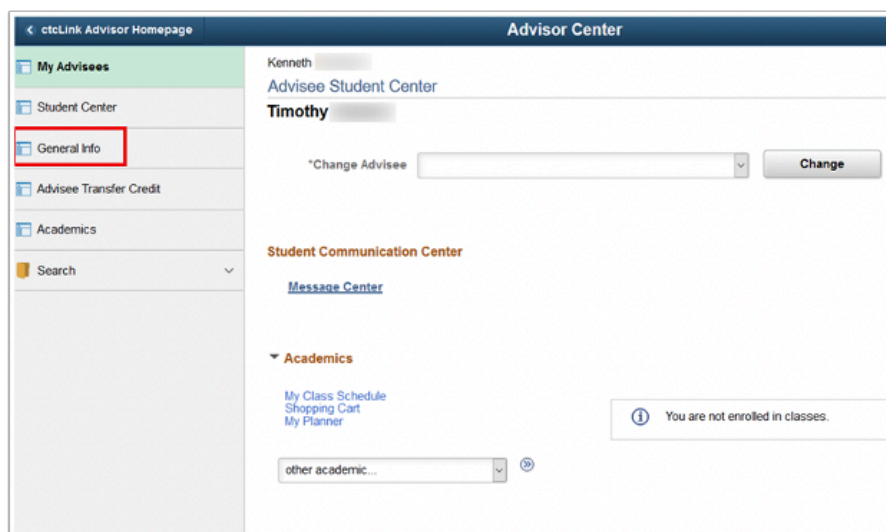 ctcLink Advisor Homepage
Advisor Center
My Advisees
Student Center
General Info
Advisee Transfer Credit
Academics
Search
Kenneth
Advisee Student Center
Timothy
*Change Advisee
Change
Student Communication Center
Message Center
Academics
My Class Schedule
Shopping Cart
My Planner
You are not enrolled in classes.
other academic...